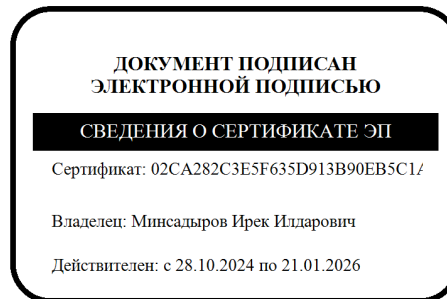 ДОКУМЕНТ ПОДПИСАН
ЭЛЕКТРОННОЙ ПОДПИСЬЮ
СВЕДЕНИЯ О СЕРТИФИКАТЕ ЭП
Сертификат: 02CA282C3E5F635D913B90EB5C1A
Владелец: Минсадыров Ирек Илдарович
Действителен: с 28.10.2024 по 21.01.2026